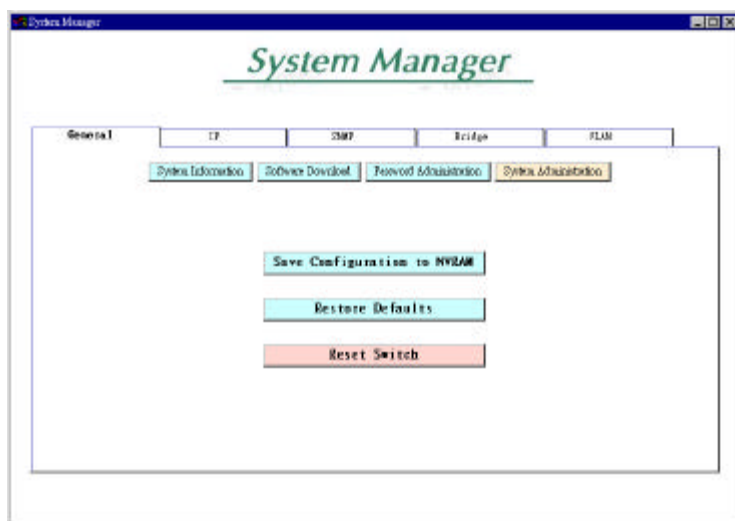 System Manager
System Manager
General IP SNMP Bridge VLAN
System Information Software Download Password Administration System Administration
Save Configuration to NVRAM
Restore Defaults
Reset Switch